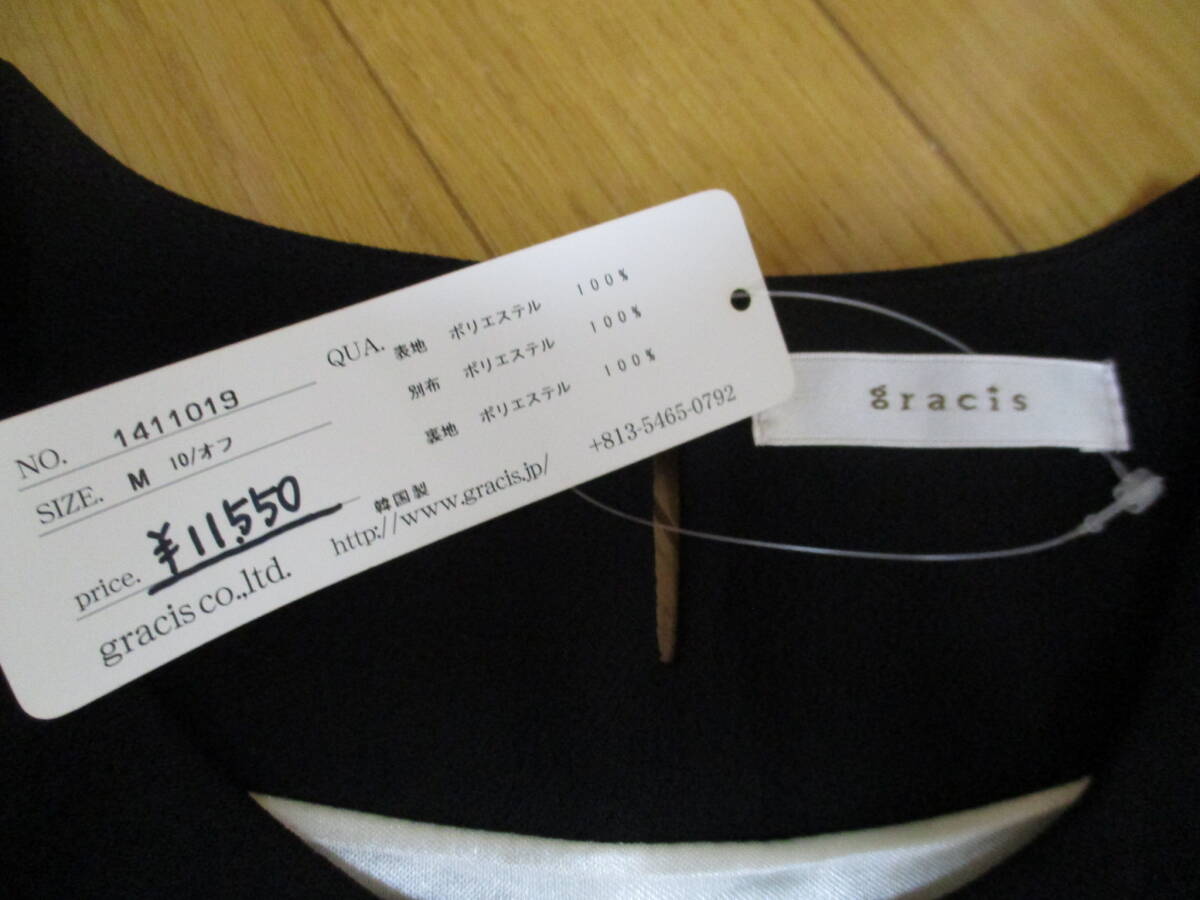 NO. 1411019
SIZE. M 10/オフ
price. ¥11,550
gracis co.,ltd.
QUA. 表地 ポリエステル 100%
別布 ポリエステル 100%
裏地 ポリエステル 100%
韓国製
http://www.gracis.jp/ +813-5465-0792
gracis